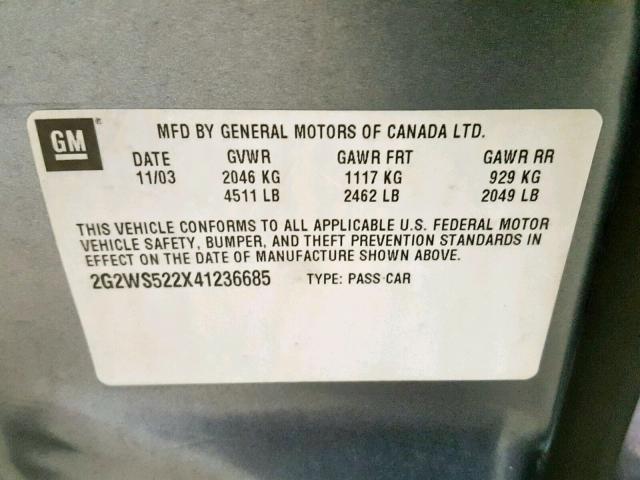 GM®
MFD BY GENERAL MOTORS OF CANADA LTD.
DATE GVWR GAWR FRT GAWR RR
11/03 2046 KG 1117 KG 929 KG
4511 LB 2462 LB 2049 LB
THIS VEHICLE CONFORMS TO ALL APPLICABLE U.S. FEDERAL MOTOR
VEHICLE SAFETY, BUMPER, AND THEFT PREVENTION STANDARDS IN
EFFECT ON THE DATE OF MANUFACTURE SHOWN ABOVE.
2G2WS522X41236685 TYPE: PASS CAR